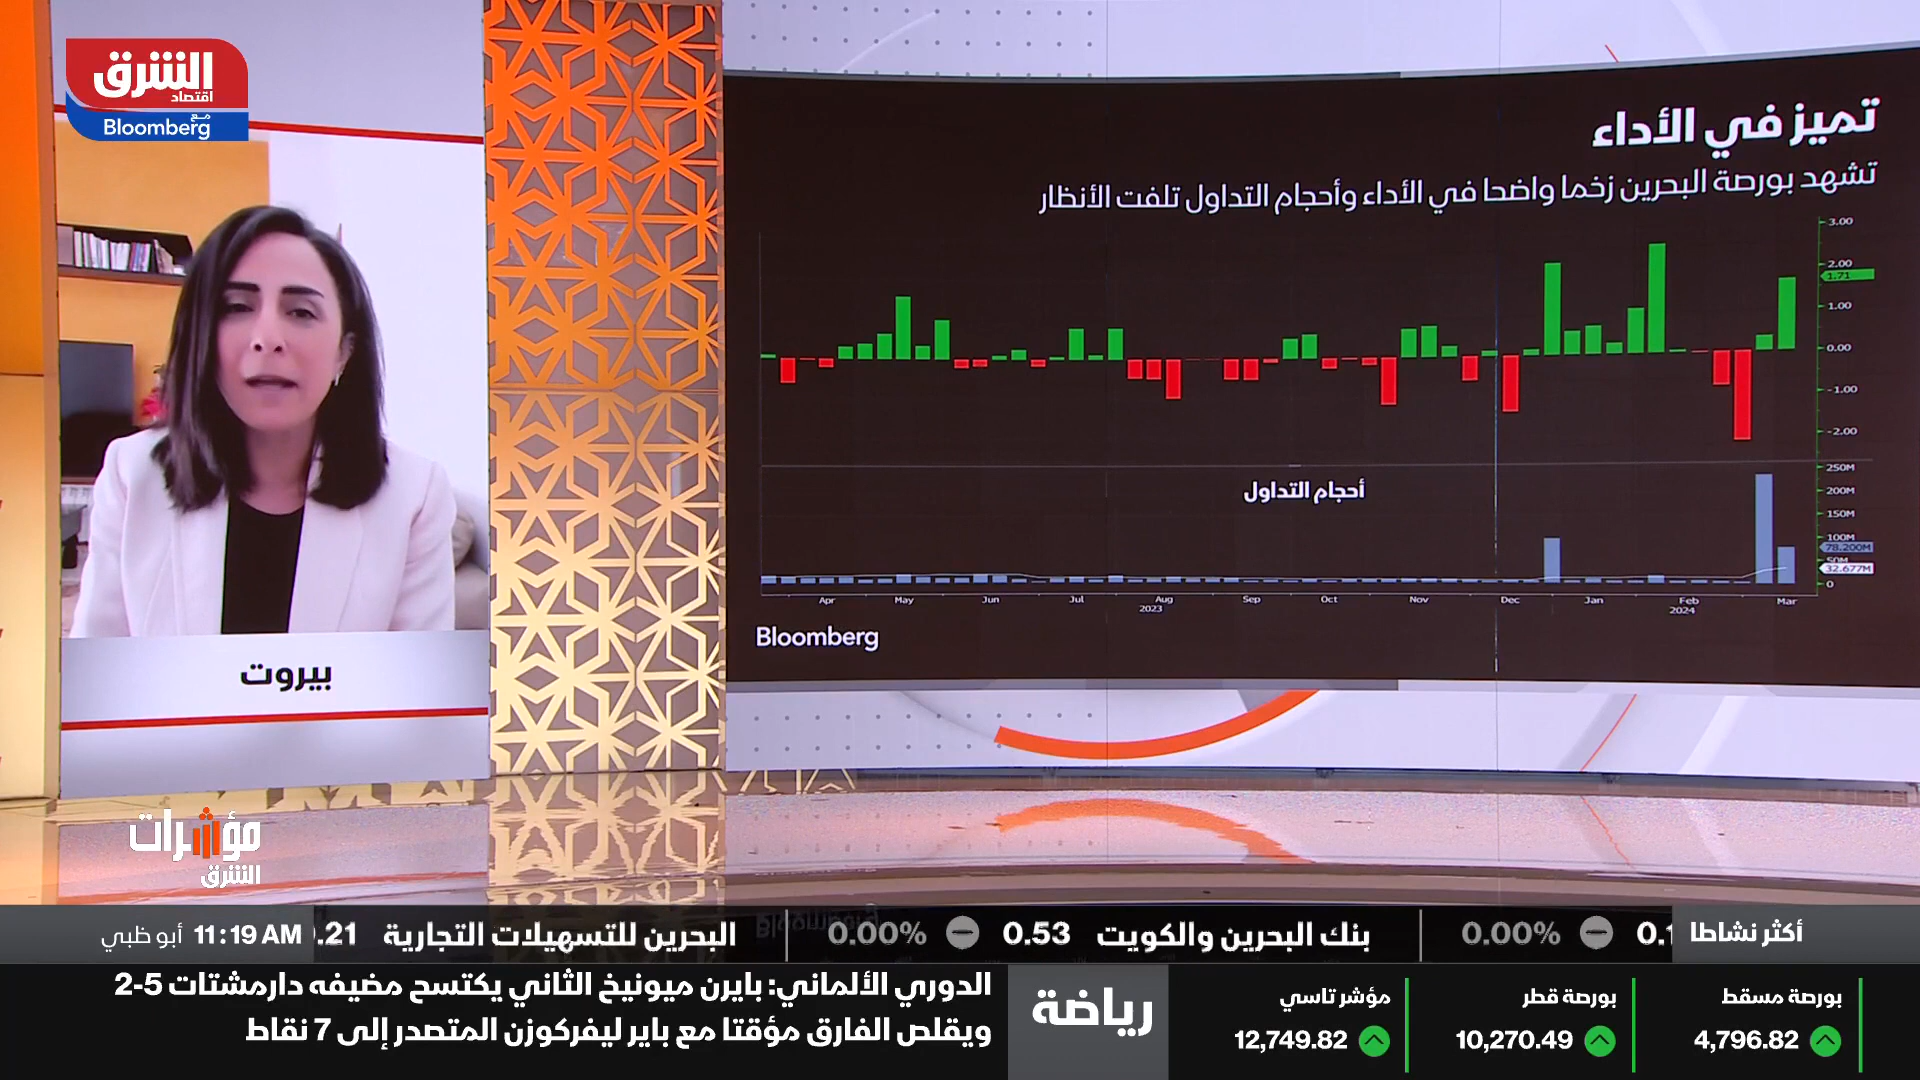 الشرق
اقتصاد
مع
Bloomberg
تميز في الأداء
تشهد بورصة البحرين زخما واضحا في الأداء وأحجام التداول تلفت الأنظار
3.00
2.00
1.71
1.00
0.00
-1.00
-2.00
250M
200M
أحجام التداول
150M
100M
78.200M
50M
32.677M
0
Apr May Jun Jul Aug Sep Oct Nov Dec Jan Feb Mar
2023 2024
Bloomberg
بيروت
مؤشرات
الشرق
أكثر نشاطا
0.00% بنك البحرين والكويت 0.53 0.00% البحرين للتسهيلات التجارية
11:19 AM أبو ظبي
بورصة مسقط
4,796.82
بورصة قطر
10,270.49
مؤشر تاسي
12,749.82
رياضة
الدوري الألماني: بايرن ميونيخ الثاني يكتسح مضيفه دارمشتات 5-2
ويقلص الفارق مؤقتا مع باير ليفركوزن المتصدر إلى 7 نقاط